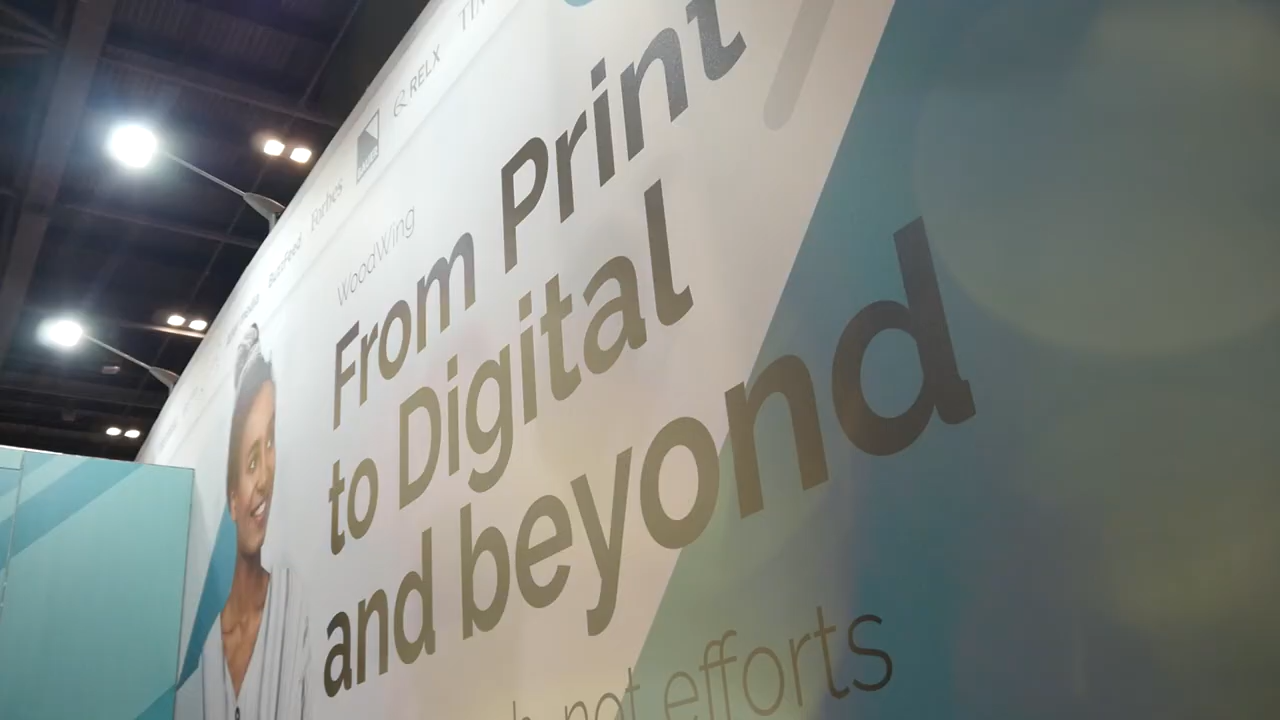 RELX
Forbes
BuzzFeed
WoodWing
From Print
to Digital
and beyond
not efforts